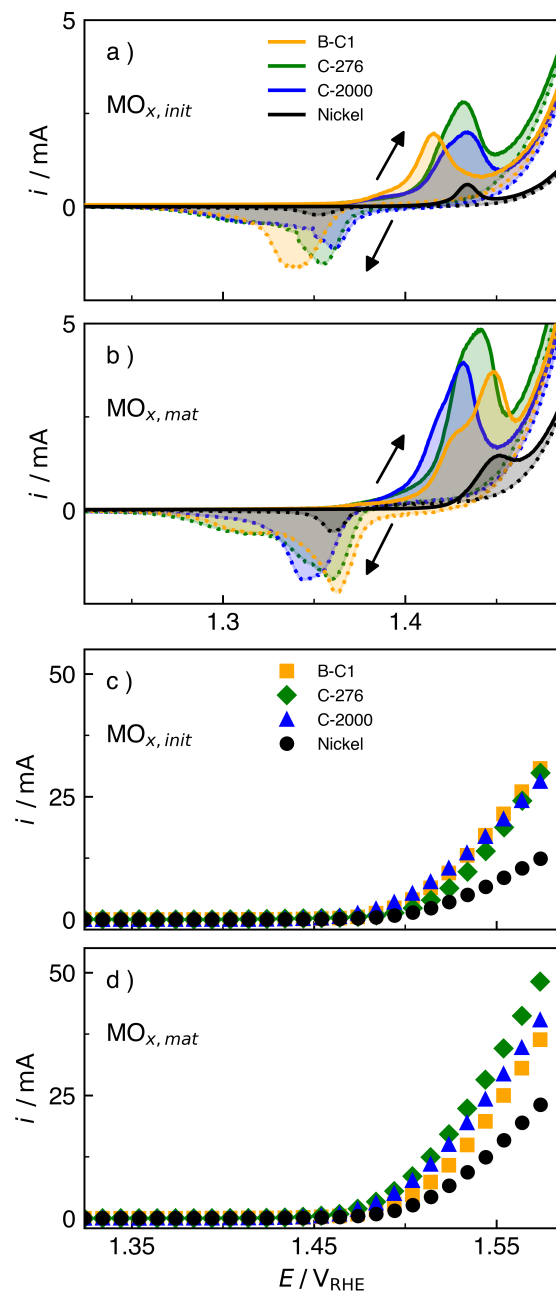 5
a )
B-C1
C-276
MOx, init
C-2000
Nickel
i / mA
0
5
b )
MOx, mat
i / mA
0
1.3
1.4
50
c )
B-C1
C-276
MOx, init
C-2000
Nickel
i / mA
25
0
50
d )
MOx, mat
i / mA
25
0
1.35
1.45
1.55
E / VRHE